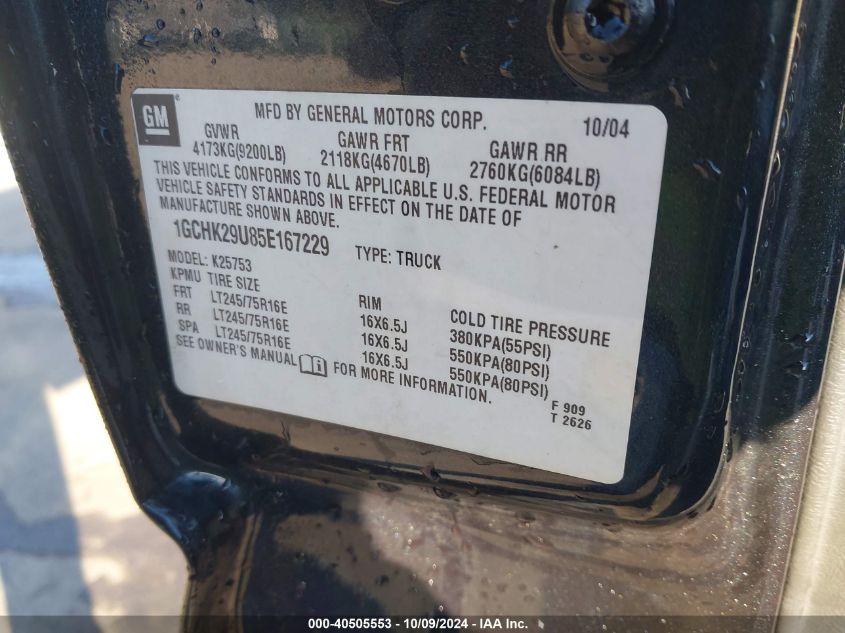 GM
MFD BY GENERAL MOTORS CORP. 10/04
GVWR GAWR FRT GAWR RR
4173KG(9200LB) 2118KG(4670LB) 2760KG(6084LB)
THIS VEHICLE CONFORMS TO ALL APPLICABLE U.S. FEDERAL MOTOR
VEHICLE SAFETY STANDARDS IN EFFECT ON THE DATE OF
MANUFACTURE SHOWN ABOVE.
1GCHK29U85E167229 TYPE: TRUCK
MODEL: K25753
KPMU TIRE SIZE RIM COLD TIRE PRESSURE
FRT LT245/75R16E 16X6.5J 380KPA(55PSI)
RR LT245/75R16E 16X6.5J 550KPA(80PSI)
SPA LT245/75R16E 16X6.5J 550KPA(80PSI)
SEE OWNER'S MANUAL FOR MORE INFORMATION.
F 909
T 2626
000-40505553 - 10/09/2024 - IAA Inc.